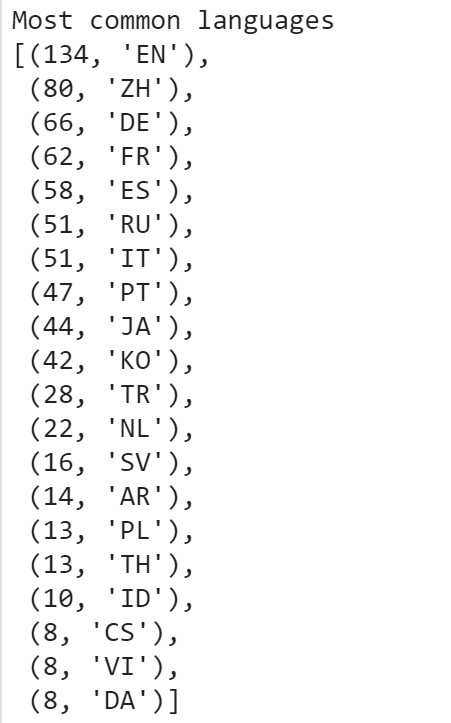 Most common languages
[(134, 'EN'),
 (80, 'ZH'),
 (66, 'DE'),
 (62, 'FR'),
 (58, 'ES'),
 (51, 'RU'),
 (51, 'IT'),
 (47, 'PT'),
 (44, 'JA'),
 (42, 'KO'),
 (28, 'TR'),
 (22, 'NL'),
 (16, 'SV'),
 (14, 'AR'),
 (13, 'PL'),
 (13, 'TH'),
 (10, 'ID'),
 (8, 'CS'),
 (8, 'VI'),
 (8, 'DA')]